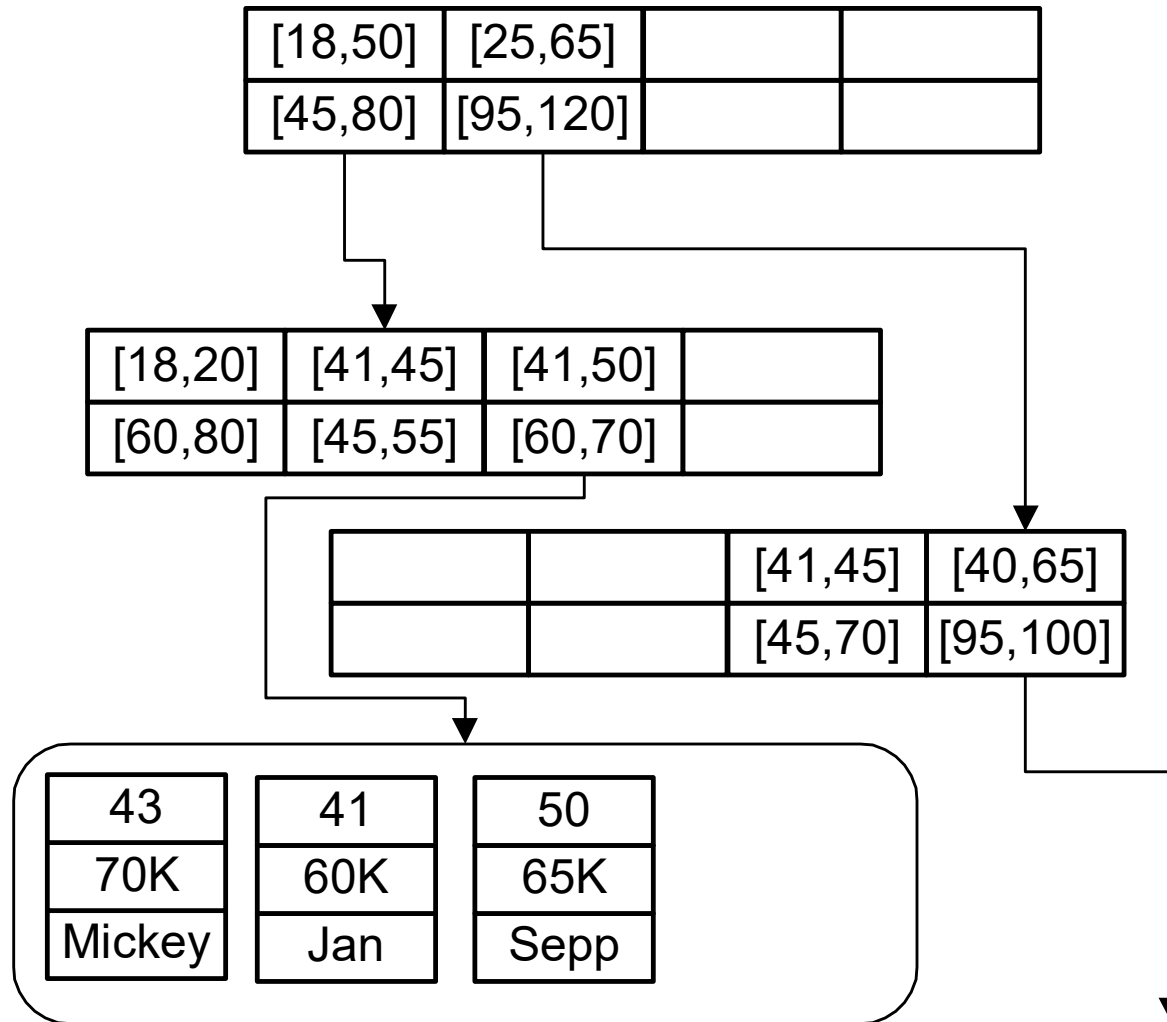 [18,50] [25,65]
[45,80] [95,120]
[18,20] [41,45] [41,50]
[60,80] [45,55] [60,70]
[41,45] [40,65]
[45,70] [95,100]
43 41 50
70K 60K 65K
Mickey Jan Sepp